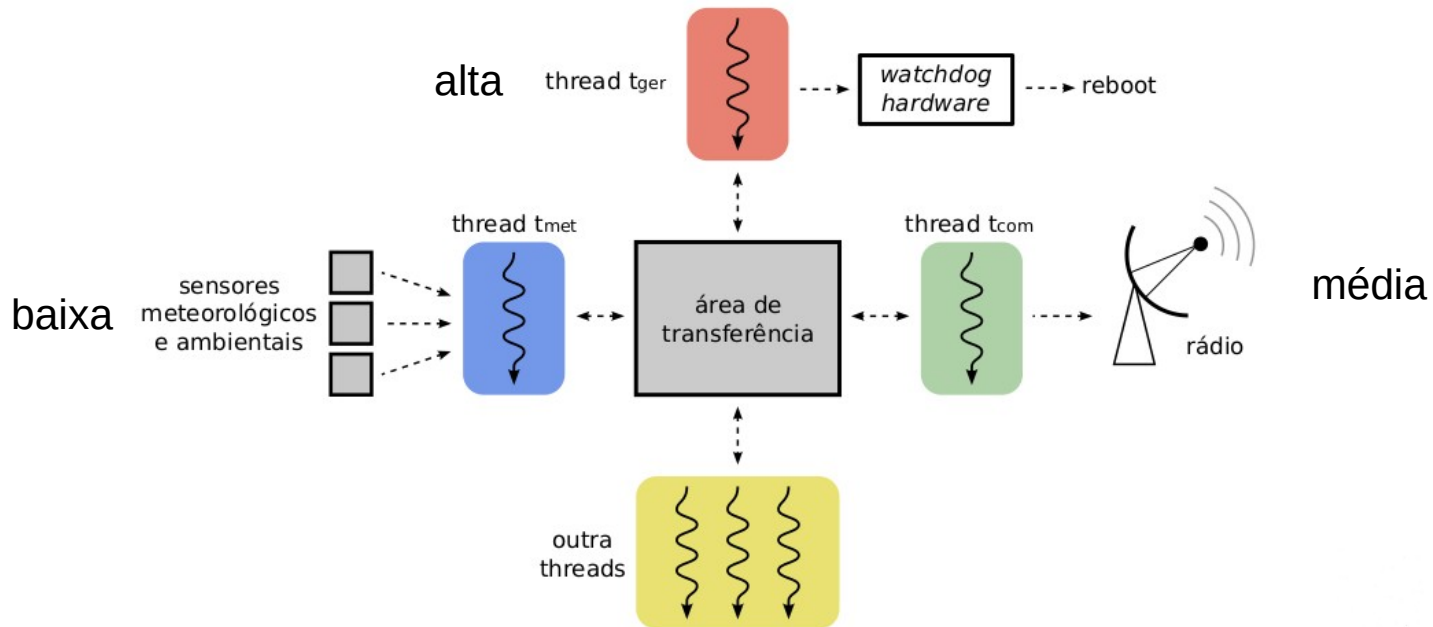 alta
thread tger
watchdog
hardware
reboot
thread tmet
thread tcom
baixa
sensores
meteorológicos
e ambientais
área de
transferência
média
rádio
outra
threads